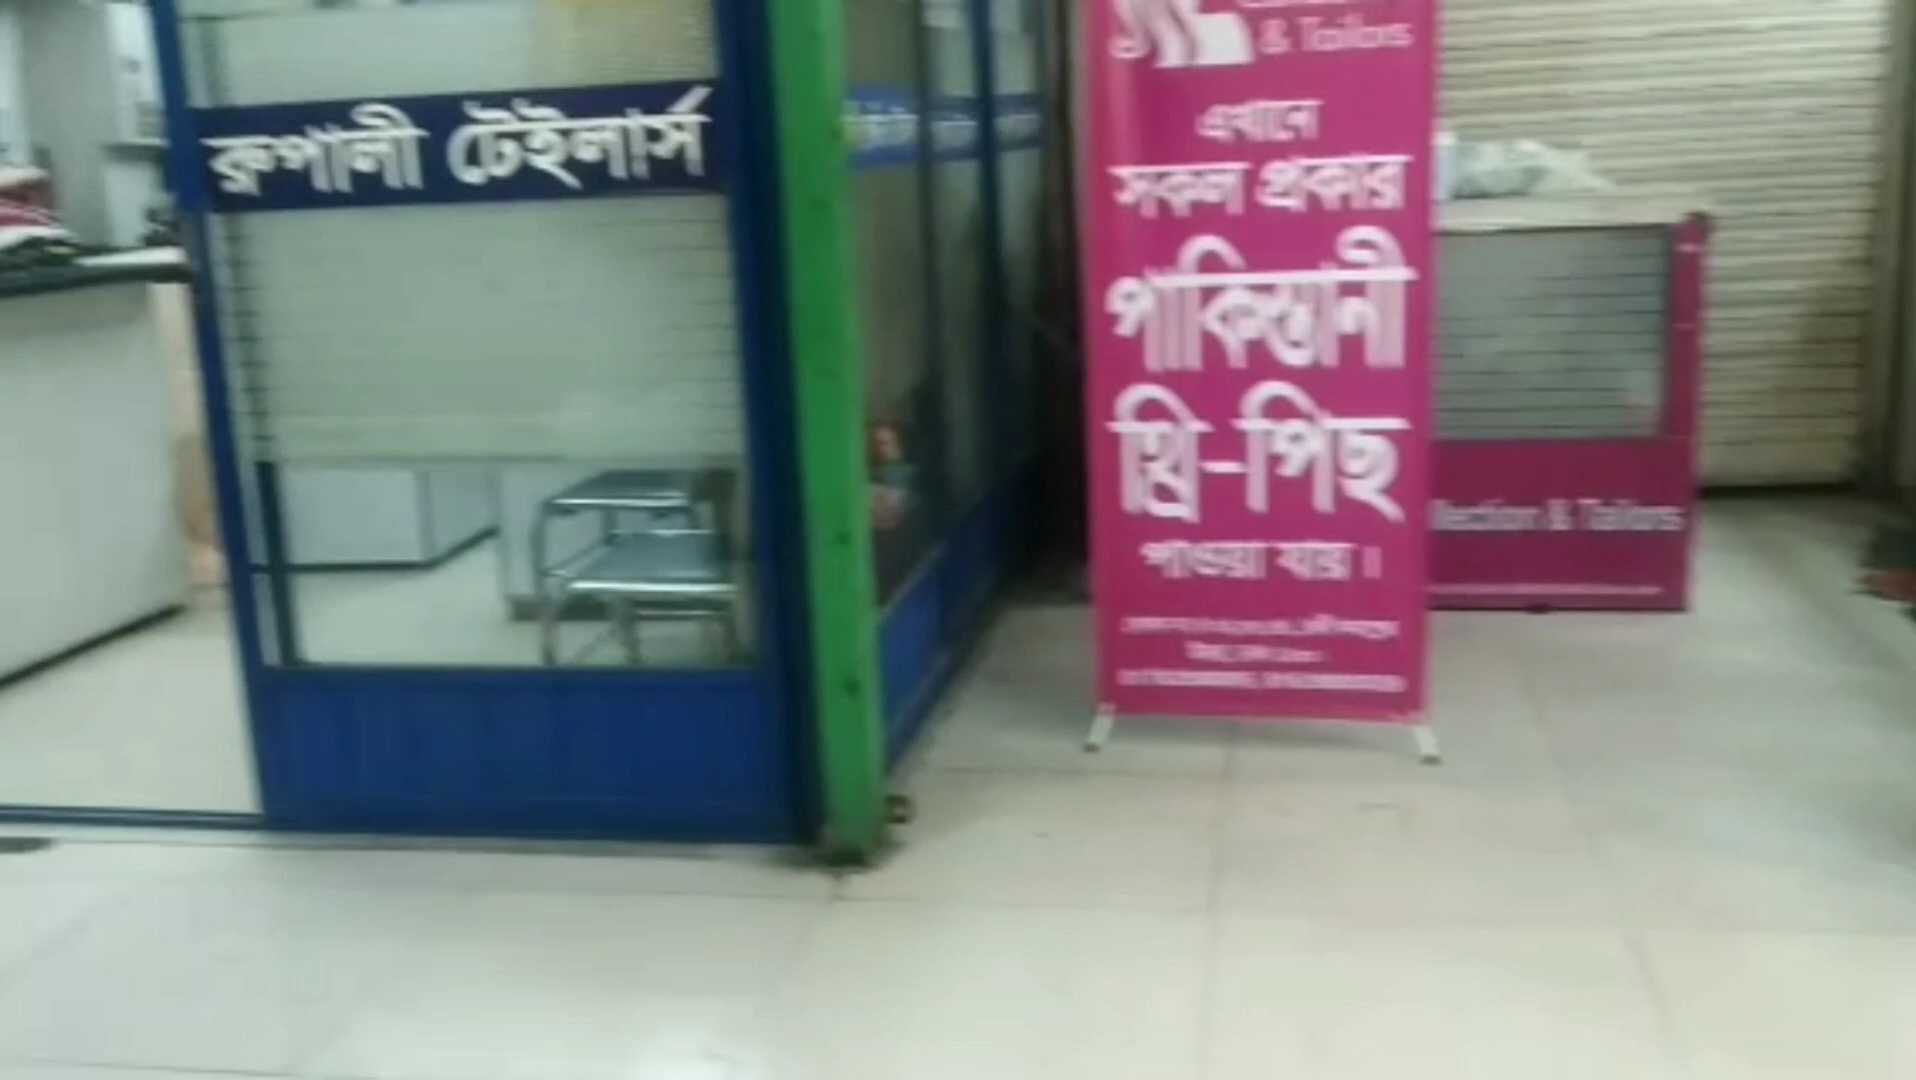 রুপালী টেইলার্স
& Tailors
এখানে
সকল প্রকার
পাকিস্তানী
থ্রি-পিছ
পাওয়া যায়।
llection & Tailors